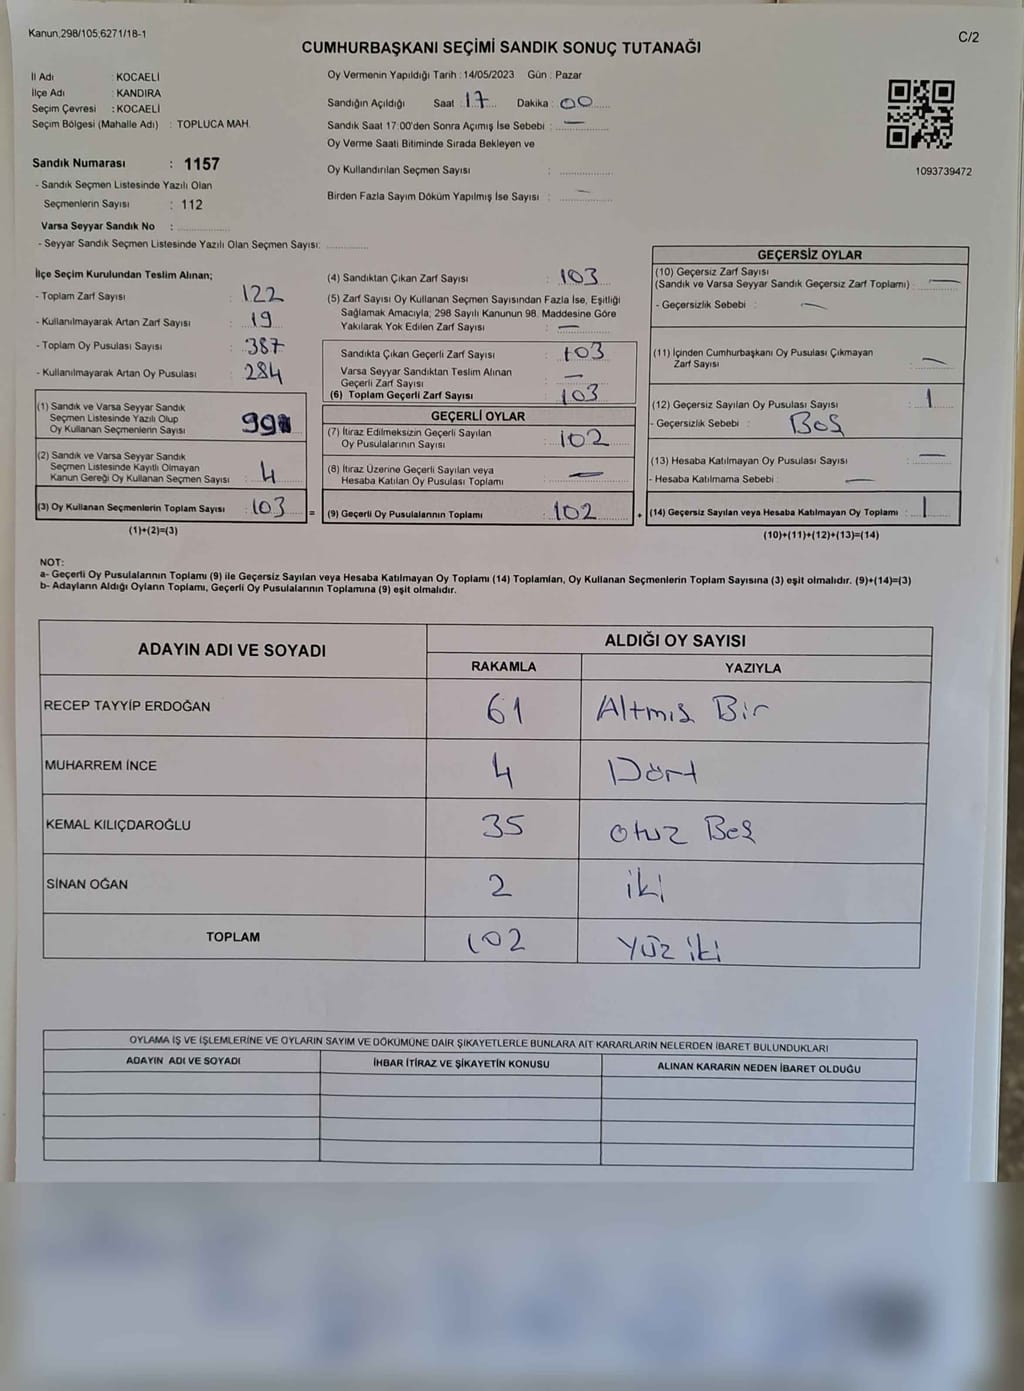 Kanun,298/105,6271/18-1
C/2
CUMHURBAŞKANI SEÇİMİ SANDIK SONUÇ TUTANAĞI
İl Adı : KOCAELİ
İlçe Adı : KANDIRA
Seçim Çevresi : KOCAELİ
Seçim Bölgesi (Mahalle Adı) : TOPLUCA MAH.
Sandık Numarası : 1157
- Sandık Seçmen Listesinde Yazılı Olan
Seçmenlerin Sayısı : 112
Varsa Seyyar Sandık No :
- Seyyar Sandık Seçmen Listesinde Yazılı Olan Seçmen Sayısı:
Oy Vermenin Yapıldığı Tarih : 14/05/2023 Gün : Pazar
Sandığın Açıldığı Saat : 17 Dakika : 00
Sandık Saat 17:00'den Sonra Açımış İse Sebebi : —
Oy Verme Saati Bitiminde Sırada Bekleyen ve
Oy Kullandırılan Seçmen Sayısı :
Birden Fazla Sayım Döküm Yapılmış İse Sayısı : —
1093739472
İlçe Seçim Kurulundan Teslim Alınan;
- Toplam Zarf Sayısı : 122
- Kullanılmayarak Artan Zarf Sayısı : 19
- Toplam Oy Pusulası Sayısı : 387
- Kullanılmayarak Artan Oy Pusulası : 284
(1) Sandık ve Varsa Seyyar Sandık
Seçmen Listesinde Yazılı Olup
Oy Kullanan Seçmenlerin Sayısı : 99
(2) Sandık ve Varsa Seyyar Sandık
Seçmen Listesinde Kayıtlı Olmayan
Kanun Gereği Oy Kullanan Seçmen Sayısı : 4
(3) Oy Kullanan Seçmenlerin Toplam Sayısı : 103 =
(1)+(2)=(3)
(4) Sandıktan Çıkan Zarf Sayısı : 103
(5) Zarf Sayısı Oy Kullanan Seçmen Sayısından Fazla İse, Eşitliği
Sağlamak Amacıyla; 298 Sayılı Kanunun 98. Maddesine Göre
Yakılarak Yok Edilen Zarf Sayısı : —
Sandıkta Çıkan Geçerli Zarf Sayısı : 103
Varsa Seyyar Sandıktan Teslim Alınan
Geçerli Zarf Sayısı : —
(6) Toplam Geçerli Zarf Sayısı : 103
GEÇERLİ OYLAR
(7) İtiraz Edilmeksizin Geçerli Sayılan
Oy Pusulalarının Sayısı : 102
(8) İtiraz Üzerine Geçerli Sayılan veya
Hesaba Katılan Oy Pusulası Toplamı : —
(9) Geçerli Oy Pusulalarının Toplamı : 102 +
GEÇERSİZ OYLAR
(10) Geçersiz Zarf Sayısı
(Sandık ve Varsa Seyyar Sandık Geçersiz Zarf Toplamı) : —
- Geçersizlik Sebebi : —
(11) İçinden Cumhurbaşkanı Oy Pusulası Çıkmayan
Zarf Sayısı : —
(12) Geçersiz Sayılan Oy Pusulası Sayısı : 1
- Geçersizlik Sebebi : Boş
(13) Hesaba Katılmayan Oy Pusulası Sayısı : —
- Hesaba Katılmama Sebebi : —
(14) Geçersiz Sayılan veya Hesaba Katılmayan Oy Toplamı : 1
(10)+(11)+(12)+(13)=(14)
NOT:
a- Geçerli Oy Pusulalarının Toplamı (9) ile Geçersiz Sayılan veya Hesaba Katılmayan Oy Toplamı (14) Toplamları, Oy Kullanan Seçmenlerin Toplam Sayısına (3) eşit olmalıdır. (9)+(14)=(3)
b- Adayların Aldığı Oyların Toplamı, Geçerli Oy Pusulalarının Toplamına (9) eşit olmalıdır.
ADAYIN ADI VE SOYADI
ALDIĞI OY SAYISI
RAKAMLA YAZIYLA
RECEP TAYYİP ERDOĞAN 61 Altmış Bir
MUHARREM İNCE 4 Dört
KEMAL KILIÇDAROĞLU 35 Otuz Beş
SİNAN OĞAN 2 iki
TOPLAM 102 Yüz iki
OYLAMA İŞ VE İŞLEMLERİNE VE OYLARIN SAYIM VE DÖKÜMÜNE DAİR ŞİKAYETLERLE BUNLARA AİT KARARLARIN NELERDEN İBARET BULUNDUKLARI
ADAYIN ADI VE SOYADI İHBAR İTİRAZ VE ŞİKAYETİN KONUSU ALINAN KARARIN NEDEN İBARET OLDUĞU